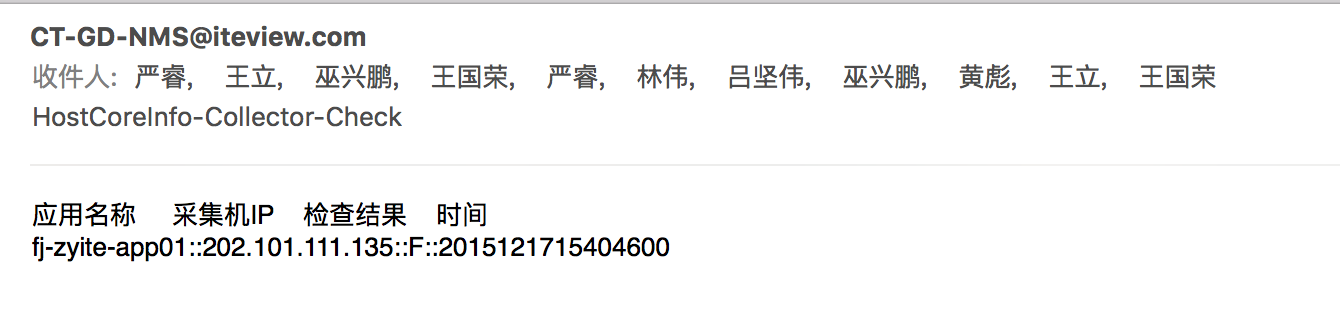 CT-GD-NMS@iteview.com
收件人: 严睿, 王立, 巫兴鹏, 王国荣, 严睿, 林伟, 吕坚伟, 巫兴鹏, 黄彪, 王立, 王国荣
HostCoreInfo-Collector-Check
应用名称 采集机IP 检查结果 时间
fj-zyite-app01::202.101.111.135::F::2015121715404600